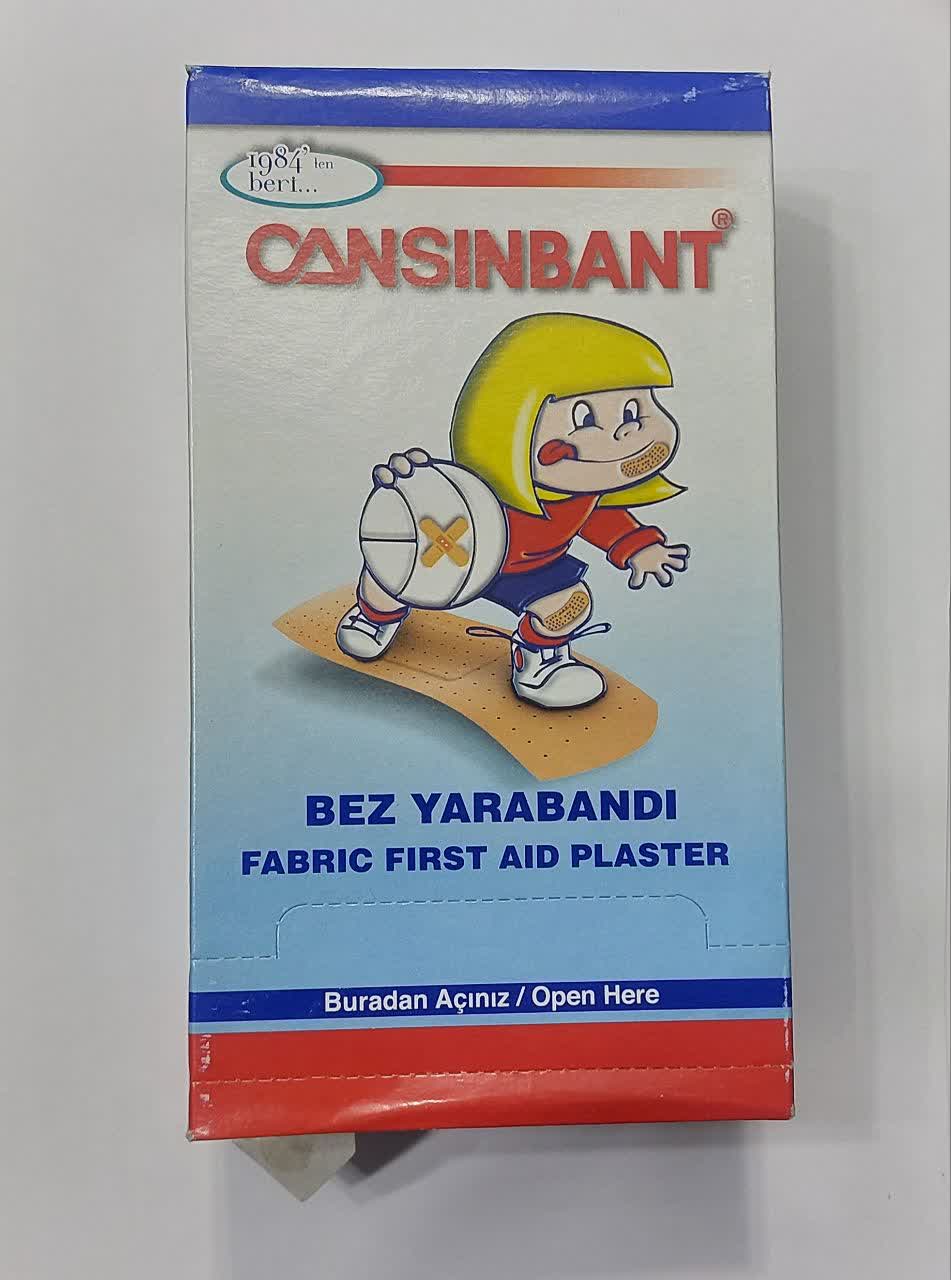 1984'ten
beri...
CANSINBANT®
BEZ YARABANDI
FABRIC FIRST AID PLASTER
Buradan Açınız / Open Here